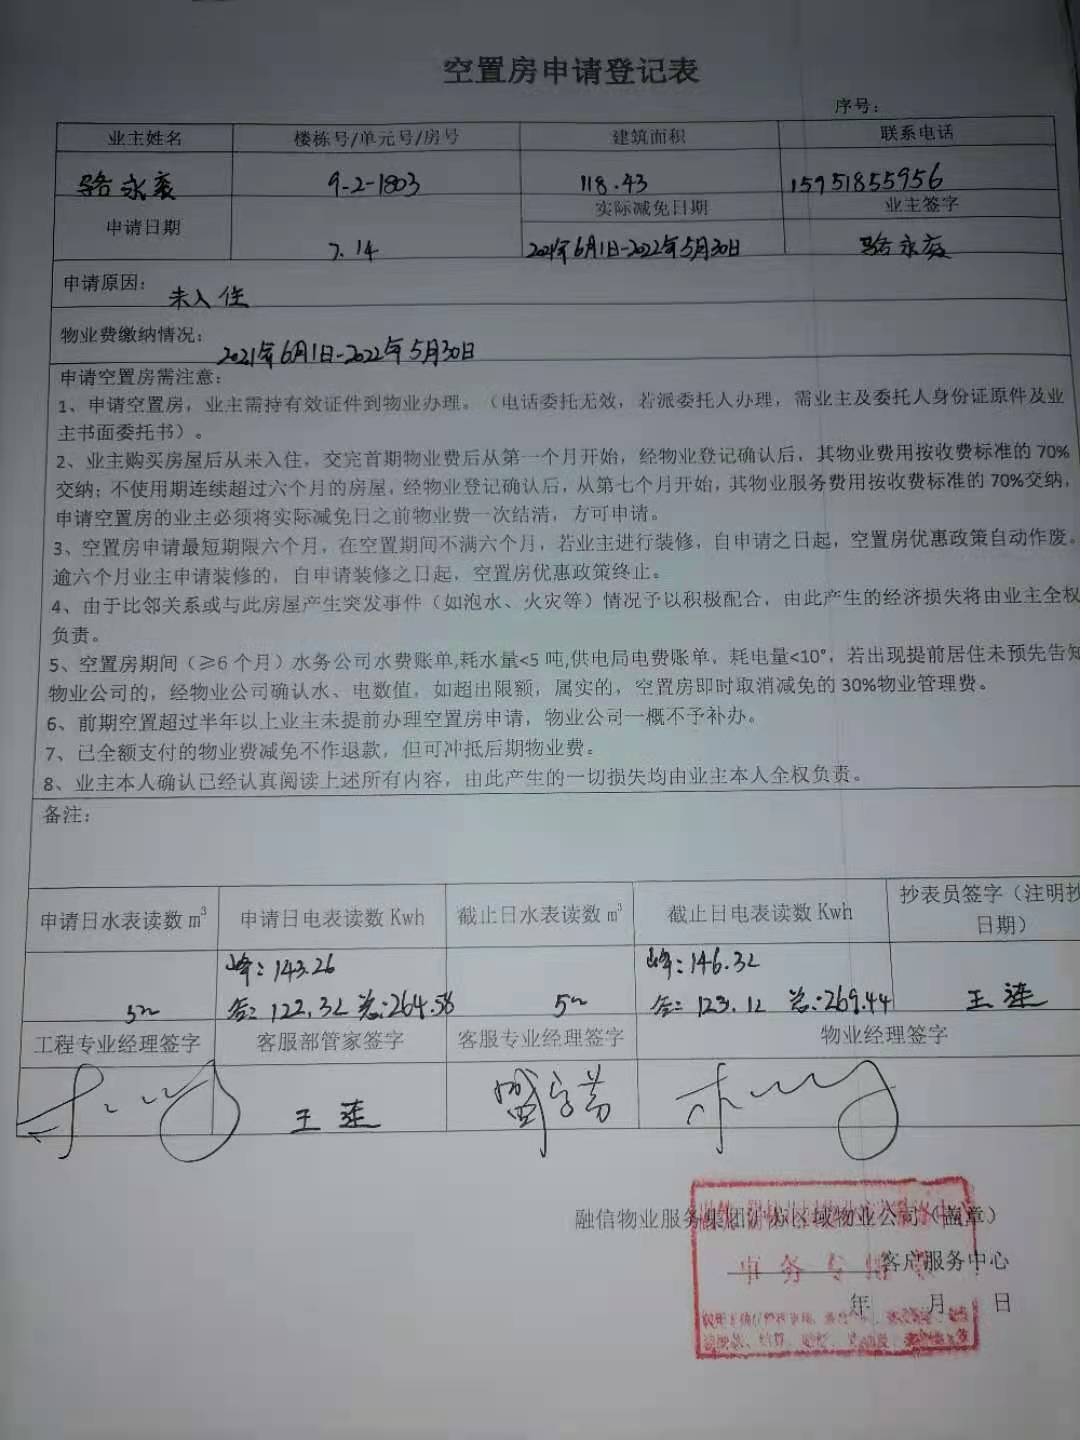 空置房申请登记表
序号：
业主姓名 楼栋号/单元号/房号 建筑面积 联系电话
骆永 9-2-1803 118.43 15951855956
申请日期 实际减免日期 业主签字
7.14 2021年6月1日-2022年5月30日 骆永
申请原因： 未入住
物业费缴纳情况： 2021年6月1日-2022年5月30日
申请空置房需注意：
1、申请空置房，业主需持有效证件到物业办理。（电话委托无效，若派委托人办理，需业主及委托人身份证原件及业
主书面委托书）。
2、业主购买房屋后从未入住，交完首期物业费后从第一个月开始，经物业登记确认后，其物业费用按收费标准的70%
交纳；不使用期连续超过六个月的房屋，经物业登记确认后，从第七个月开始，其物业服务费用按收费标准的70%交纳，
申请空置房的业主必须将实际减免日之前物业费一次结清，方可申请。
3、空置房申请最短期限六个月，在空置期间不满六个月，若业主进行装修，自申请之日起，空置房优惠政策自动作废。
逾六个月业主申请装修的，自申请装修之日起，空置房优惠政策终止。
4、由于比邻关系或与此房屋产生突发事件（如泡水、火灾等）情况予以积极配合，由此产生的经济损失将由业主全权
负责。
5、空置房期间（≥6个月）水务公司水费账单,耗水量<5吨,供电局电费账单，耗电量<10°，若出现提前居住未预先告知
物业公司的，经物业公司确认水、电数值，如超出限额，属实的，空置房即时取消减免的30%物业管理费。
6、前期空置超过半年以上业主未提前办理空置房申请，物业公司一概不予补办。
7、已全额支付的物业费减免不作退款，但可冲抵后期物业费。
8、业主本人确认已经认真阅读上述所有内容，由此产生的一切损失均由业主本人全权负责。
备注：
申请日水表读数m³ 申请日电表读数Kwh 截止日水表读数m³ 截止日电表读数Kwh 抄表员签字（注明抄
日期）
峰：143.26 峰：146.32
谷：122.32 总：264.58 谷：123.12 总：269.44 王莲
工程专业经理签字 客服部管家签字 客服专业经理签字 物业经理签字
王莲
融信物业服务集团江苏区域物业公司（盖章）
事务专用章 客户服务中心
年 月 日